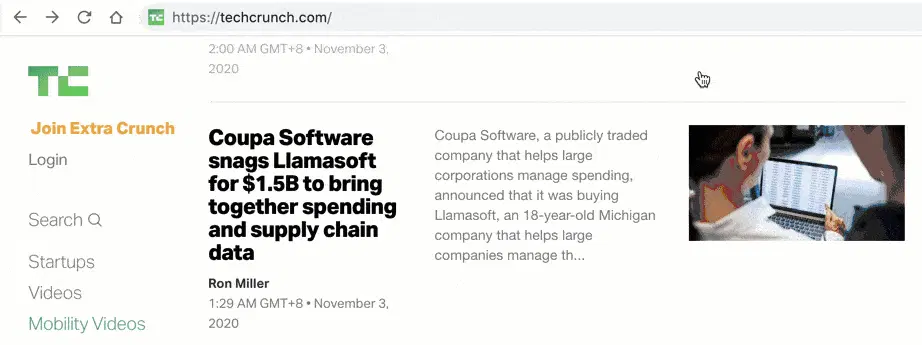 https://techcrunch.com/
2:00 AM GMT+8 • November 3,
2020
TC
Join Extra Crunch
Login
Search
Startups
Videos
Mobility Videos
Coupa Software
snags Llamasoft
for $1.5B to bring
together spending
and supply chain
data
Ron Miller
1:29 AM GMT+8 • November 3,
2020
Coupa Software, a publicly traded
company that helps large
corporations manage spending,
announced that it was buying
Llamasoft, an 18-year-old Michigan
company that helps large
companies manage th...